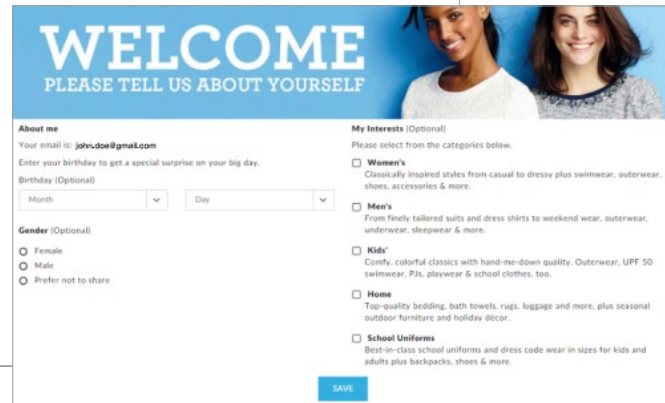 WELCOME
PLEASE TELL US ABOUT YOURSELF
About me
Your email is: john.doe@gmail.com
Enter your birthday to get a special surprise on your big day.
Birthday (Optional)
Month
Day
Gender (Optional)
Female
Male
Prefer not to share
My Interests (Optional)
Please select from the categories below.
Women's
Classically inspired styles from casual to dressy plus swimwear, outerwear,
shoes, accessories & more.
Men's
From finely tailored suits and dress shirts to weekend wear, outerwear,
underwear, sleepwear & more.
Kids'
Comfy, colorful classics with hand-me-down quality. Outerwear, UPF 50
swimwear, PJs, playwear & school clothes, too.
Home
Top-quality bedding, bath towels, rugs, luggage and more, plus seasonal
outdoor furniture and holiday décor.
School Uniforms
Best-in-class school uniforms and dress code wear in sizes for kids and
adults plus backpacks, shoes & more.
SAVE